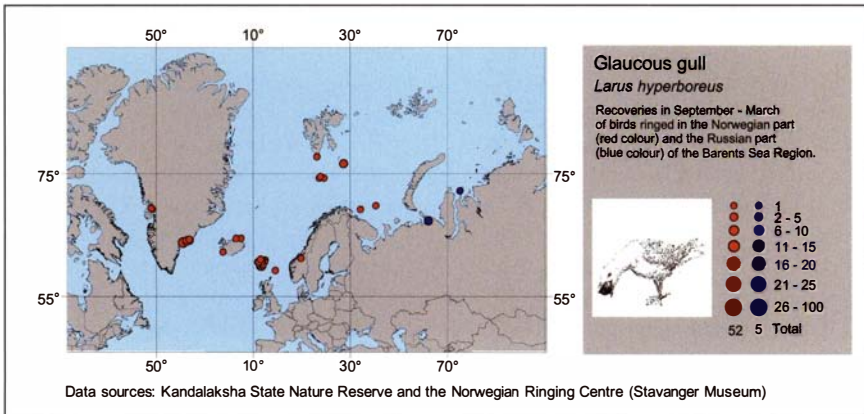 50° 10° 30° 70°
75° 75°
55° 55°
50° 10° 30° 70°
Glaucous gull
Larus hyperboreus
Recoveries in September - March
of birds ringed in the Norwegian part
(red colour) and the Russian part
(blue colour) of the Barents Sea Region.
1
2 - 5
6 - 10
11 - 15
16 - 20
21 - 25
26 - 100
52 5 Total
Data sources: Kandalaksha State Nature Reserve and the Norwegian Ringing Centre (Stavanger Museum)